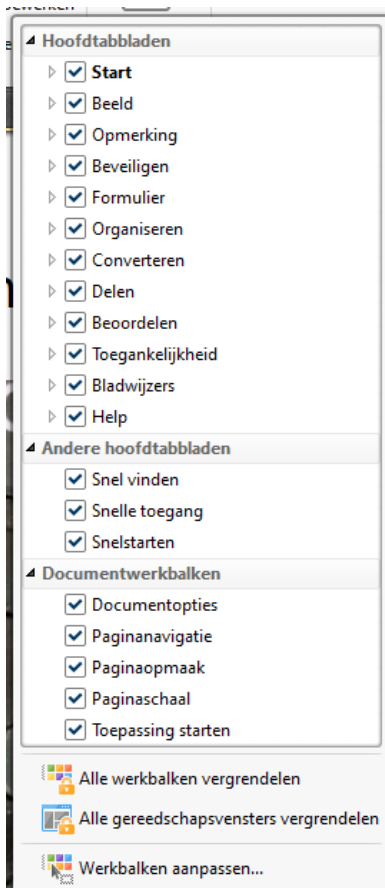 Hoofdtabbladen
Start
Beeld
Opmerking
Beveiligen
Formulier
Organiseren
Converteren
Delen
Beoordelen
Toegankelijkheid
Bladwijzers
Help
Andere hoofdtabbladen
Snel vinden
Snelle toegang
Snelstarten
Documentwerkbalken
Documentopties
Paginanavigatie
Paginaopmaak
Paginaschaal
Toepassing starten
Alle werkbalken vergrendelen
Alle gereedschapsvensters vergrendelen
Werkbalken aanpassen...